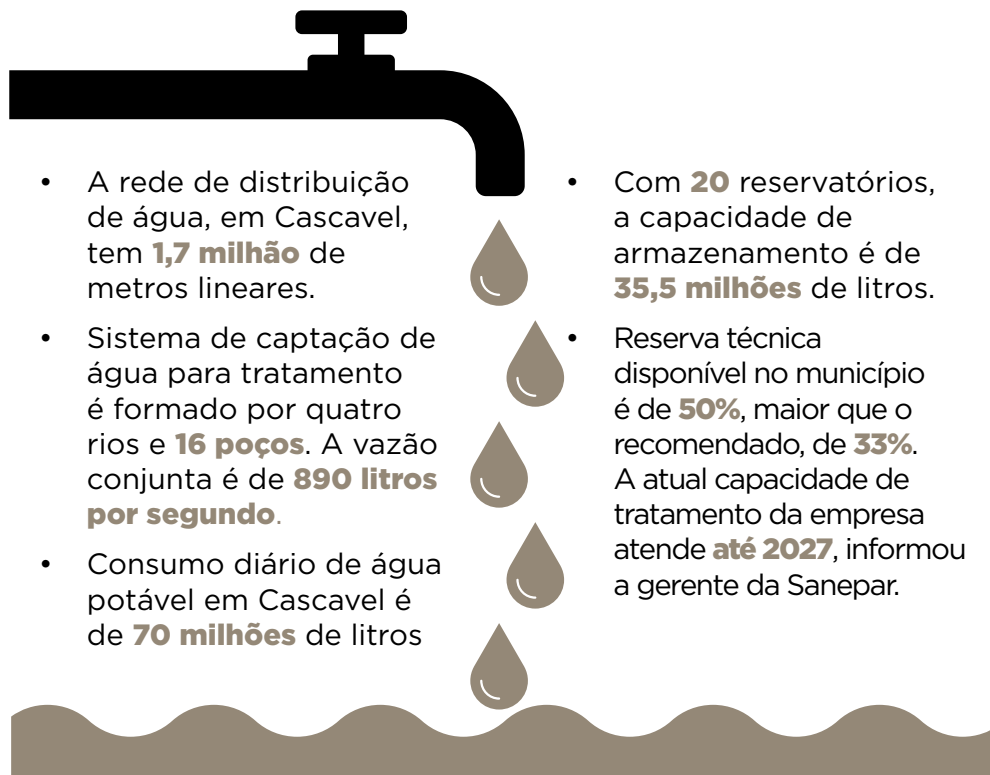 • A rede de distribuição
de água, em Cascavel,
tem 1,7 milhão de
metros lineares.
• Sistema de captação de
água para tratamento
é formado por quatro
rios e 16 poços. A vazão
conjunta é de 890 litros
por segundo.
• Consumo diário de água
potável em Cascavel é
de 70 milhões de litros
• Com 20 reservatórios,
a capacidade de
armazenamento é de
35,5 milhões de litros.
• Reserva técnica
disponível no município
é de 50%, maior que o
recomendado, de 33%.
A atual capacidade de
tratamento da empresa
atende até 2027, informou
a gerente da Sanepar.